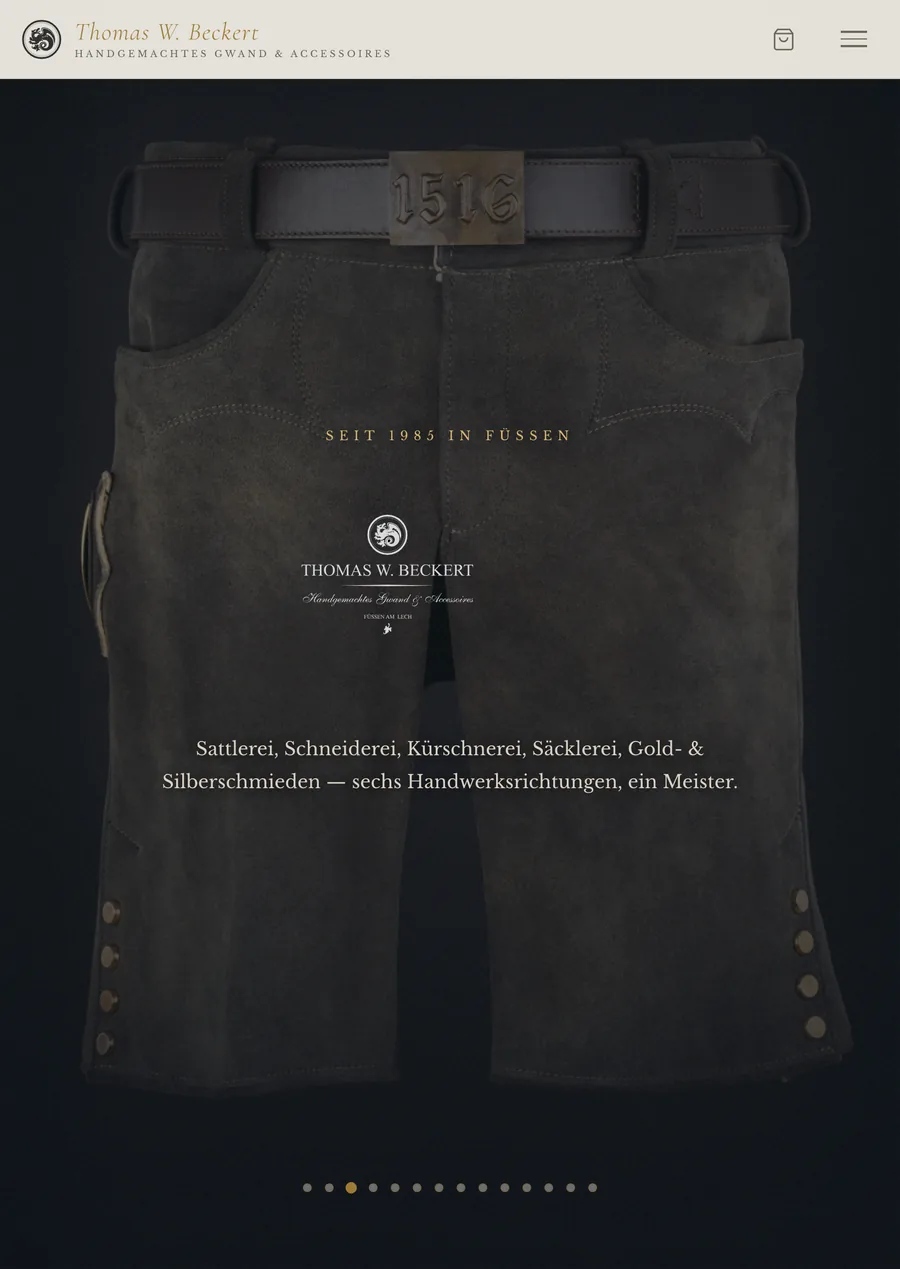 Thomas W. Beckert
HANDGEMACHTES GWAND & ACCESSOIRES
1516
SEIT 1985 IN FÜSSEN
THOMAS W. BECKERT
Handgemachtes Gwand & Accessoires
FÜSSEN AM LECH
Sattlerei, Schneiderei, Kürschnerei, Säcklerei, Gold- &
Silberschmieden — sechs Handwerksrichtungen, ein Meister.